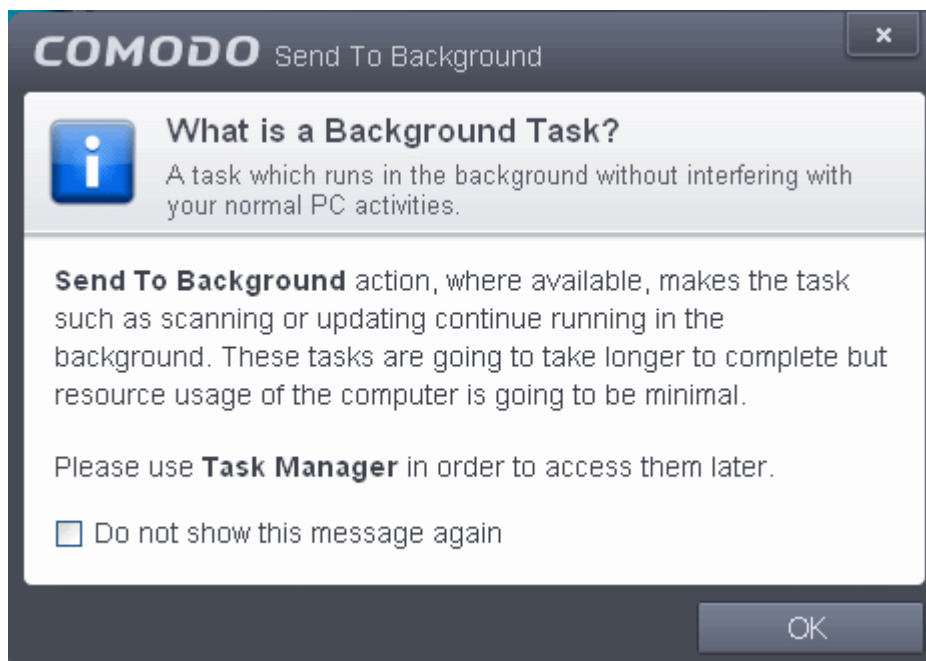 COMODO Send To Background
What is a Background Task?
A task which runs in the background without interfering with
your normal PC activities.
Send To Background action, where available, makes the task
such as scanning or updating continue running in the
background. These tasks are going to take longer to complete but
resource usage of the computer is going to be minimal.
Please use Task Manager in order to access them later.
Do not show this message again
OK